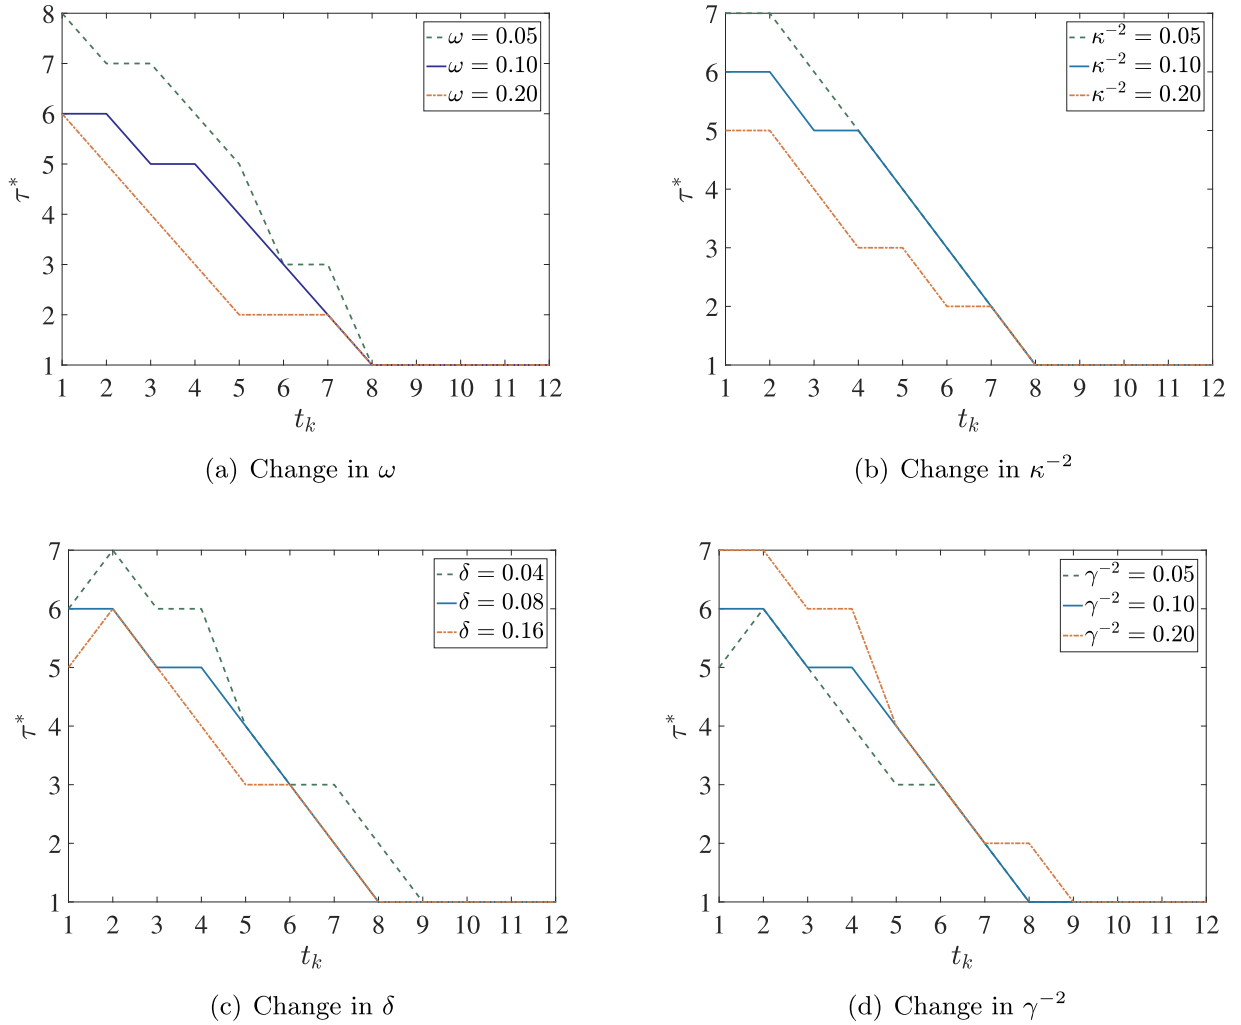 8
7
6
5
4
3
2
1
τ*
1 2 3 4 5 6 7 8 9 10 11 12
t_k
ω = 0.05
ω = 0.10
ω = 0.20
(a) Change in ω
7
6
5
4
3
2
1
τ*
1 2 3 4 5 6 7 8 9 10 11 12
t_k
κ⁻² = 0.05
κ⁻² = 0.10
κ⁻² = 0.20
(b) Change in κ⁻²
7
6
5
4
3
2
1
τ*
1 2 3 4 5 6 7 8 9 10 11 12
t_k
δ = 0.04
δ = 0.08
δ = 0.16
(c) Change in δ
7
6
5
4
3
2
1
τ*
1 2 3 4 5 6 7 8 9 10 11 12
t_k
γ⁻² = 0.05
γ⁻² = 0.10
γ⁻² = 0.20
(d) Change in γ⁻²